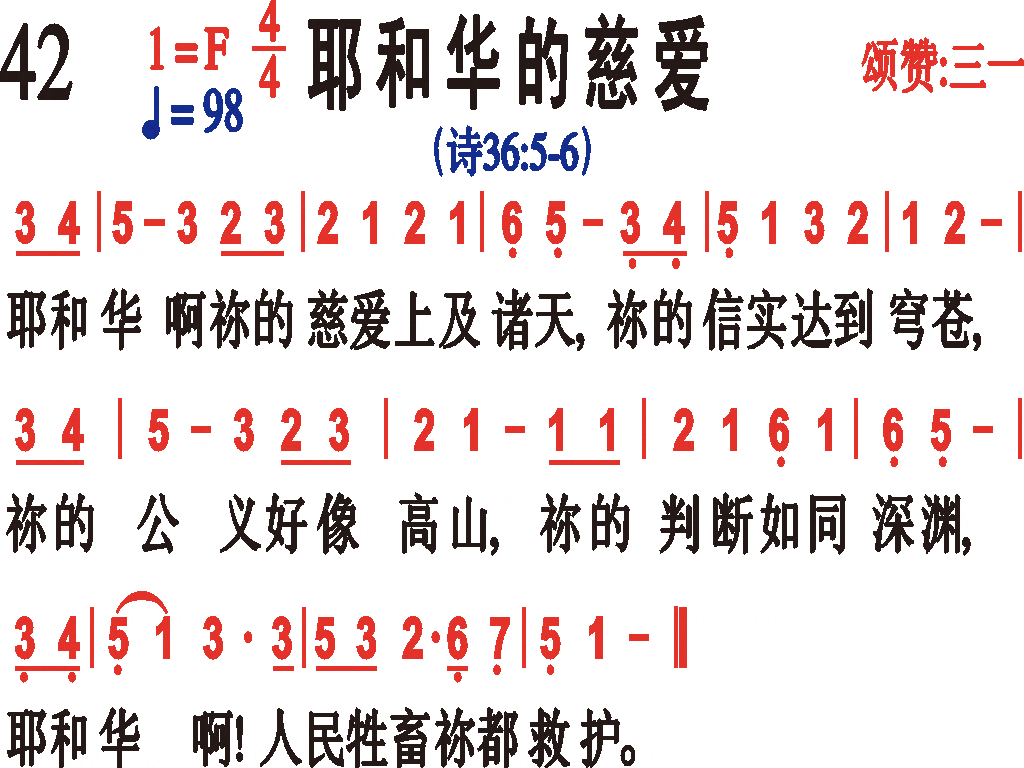 42 1=F 4/4 耶和华的慈爱 颂赞:三一
♩=98
(诗36:5-6)
3 4 | 5 – 3 2 3 | 2 1 2 1 | 6̣ 5̣ – 3̣ 4̣ | 5̣ 1 3 2 | 1 2 – |
耶和华 啊祢的慈爱上及诸天, 祢的信实达到穹苍,
3 4 | 5 – 3 2 3 | 2 1 – 1 1 | 2 1 6̣ 1 | 6̣ 5̣ – |
祢的 公 义好像 高山, 祢的 判断如同深渊,
3̣ 4̣ | 5̣ 1 3 · 3 | 5 3 2 · 6̣ 7̣ | 5̣ 1 – ‖
耶和华 啊! 人民牲畜祢都救护。